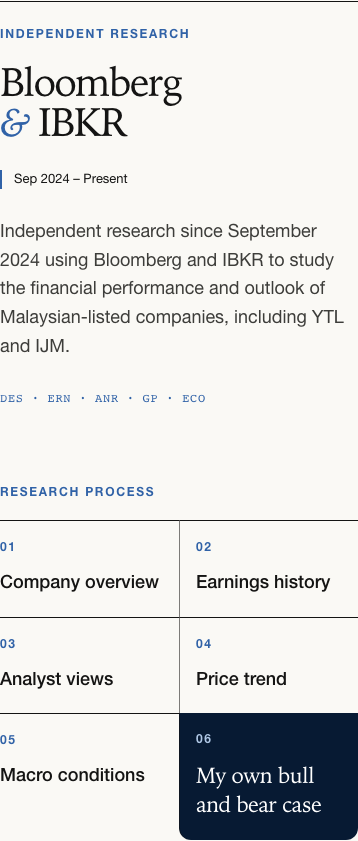 INDEPENDENT RESEARCH
Bloomberg
& IBKR
Sep 2024 – Present
Independent research since September
2024 using Bloomberg and IBKR to study
the financial performance and outlook of
Malaysian-listed companies, including YTL
and IJM.
DES · ERN · ANR · GP · ECO
RESEARCH PROCESS
01
Company overview
02
Earnings history
03
Analyst views
04
Price trend
05
Macro conditions
06
My own bull
and bear case